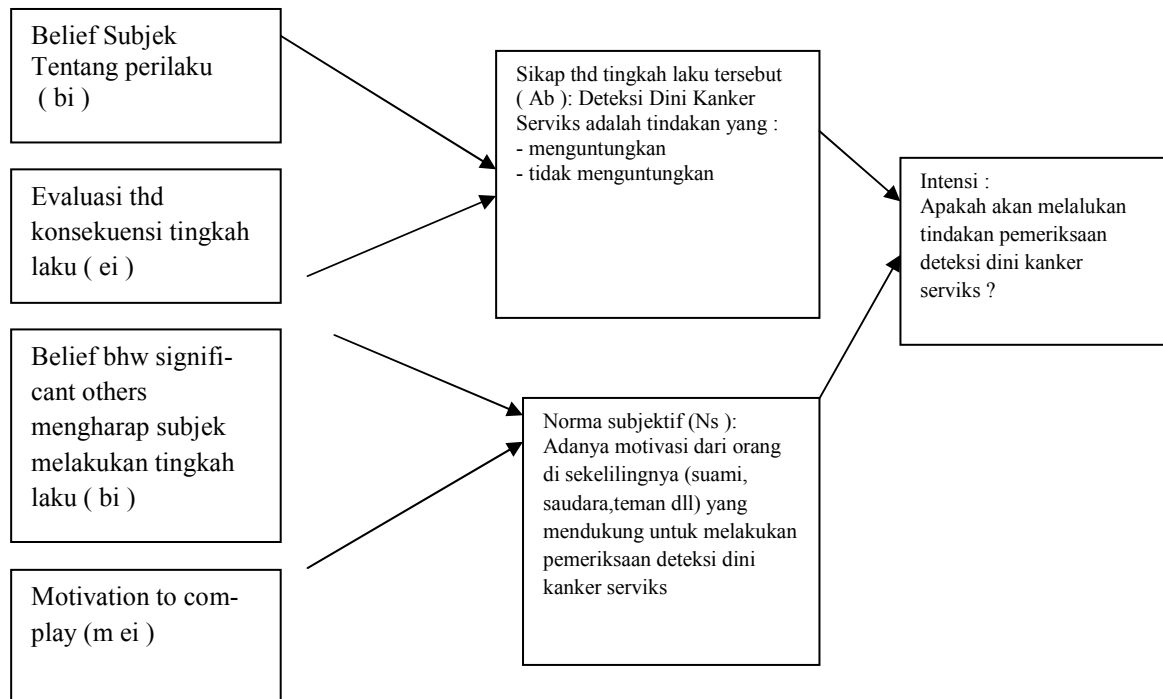 Belief Subjek
Tentang perilaku
( bi )
Evaluasi thd
konsekuensi tingkah
laku ( ei )
Belief bhw signifi-
cant others
mengharap subjek
melakukan tingkah
laku ( bi )
Motivation to com-
play (m ei )
Sikap thd tingkah laku tersebut
( Ab ): Deteksi Dini Kanker
Serviks adalah tindakan yang :
- menguntungkan
- tidak menguntungkan
Norma subjektif (Ns ):
Adanya motivasi dari orang
di sekelilingnya (suami,
saudara,teman dll) yang
mendukung untuk melakukan
pemeriksaan deteksi dini
kanker serviks
Intensi :
Apakah akan melalukan
tindakan pemeriksaan
deteksi dini kanker
serviks ?